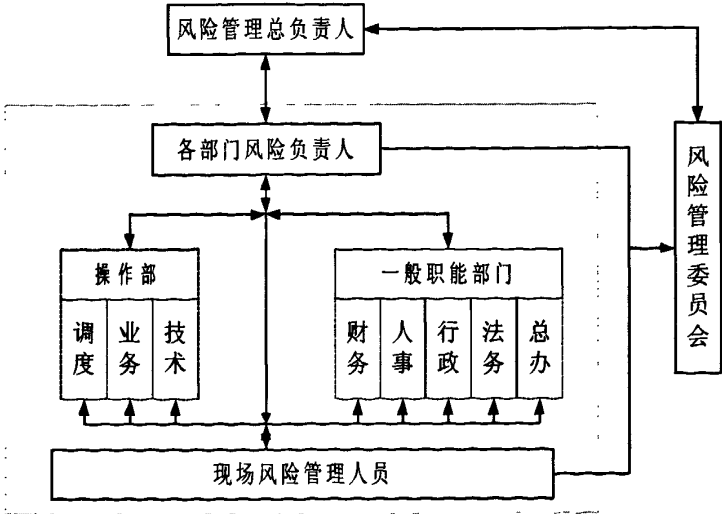 风险管理总负责人
各部门风险负责人
风险管理委员会
操作部
一般职能部门
调度
业务
技术
财务
人事
行政
法务
总办
现场风险管理人员